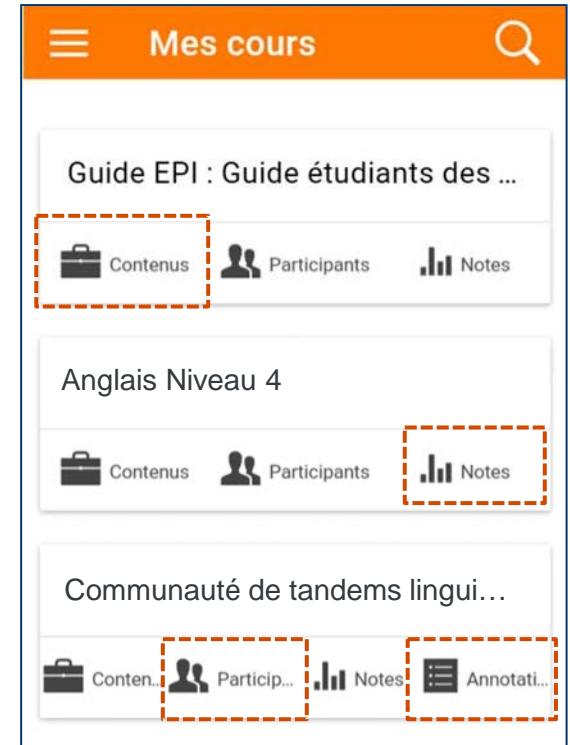 Mes cours
Guide EPI : Guide étudiants des ...
Contenus Participants Notes
Anglais Niveau 4
Contenus Participants Notes
Communauté de tandems lingui...
Conten... Particip... Notes Annotati...